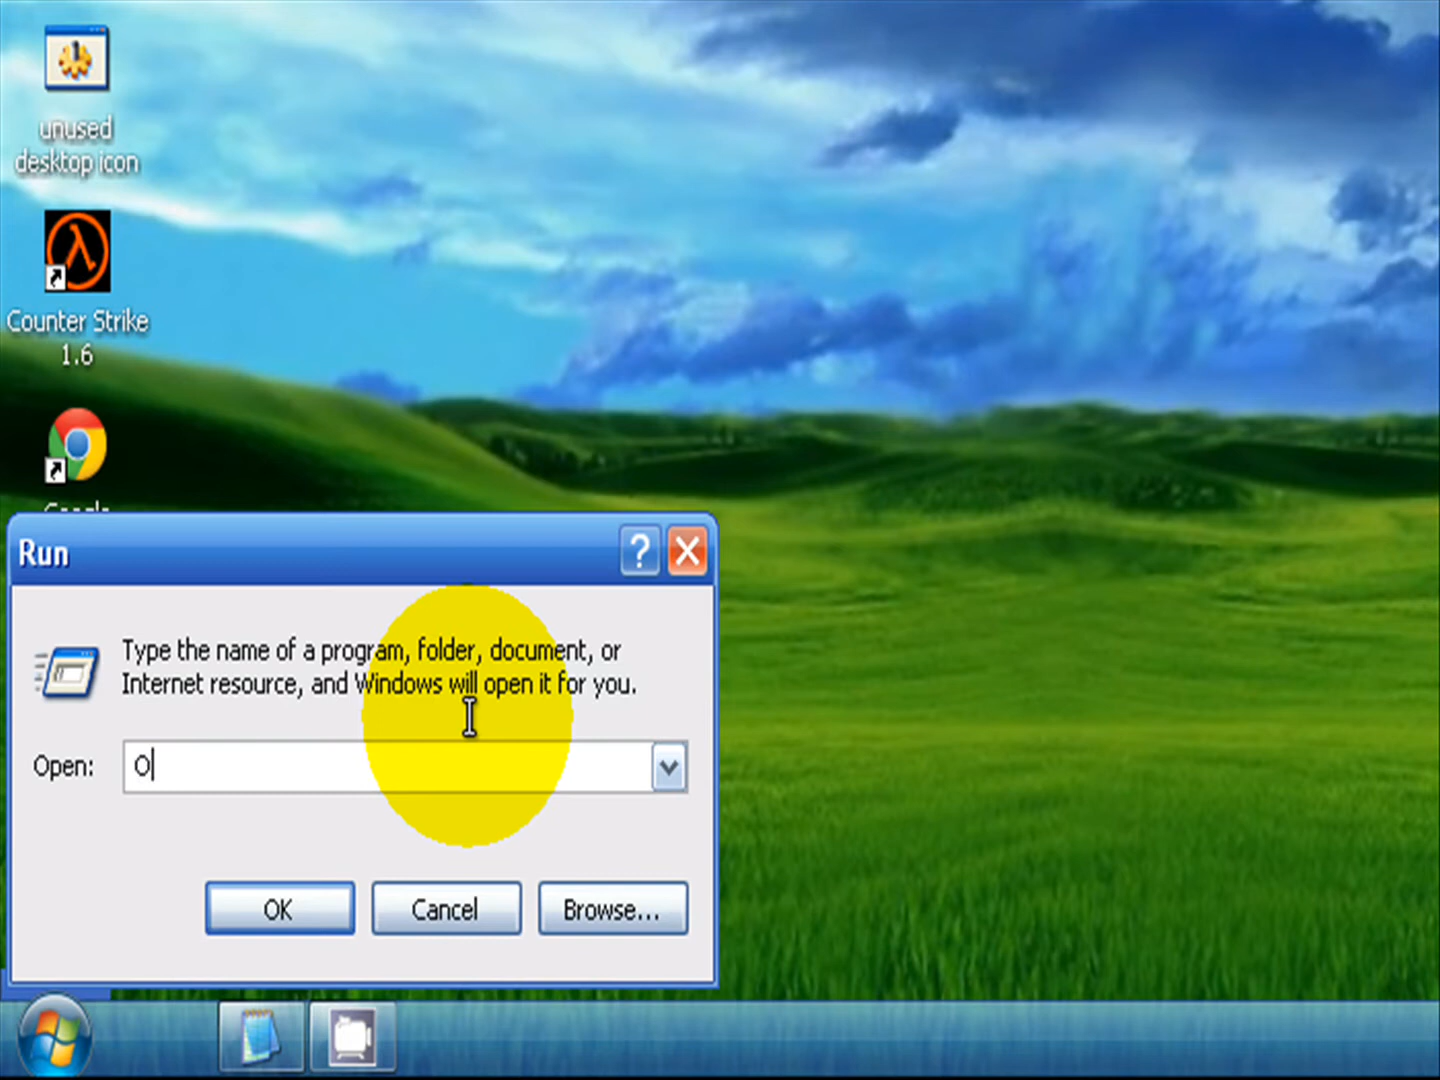 unused
desktop icon
Counter Strike
1.6
Google
Run
Type the name of a program, folder, document, or
Internet resource, and Windows will open it for you.
Open: O
OK Cancel Browse...